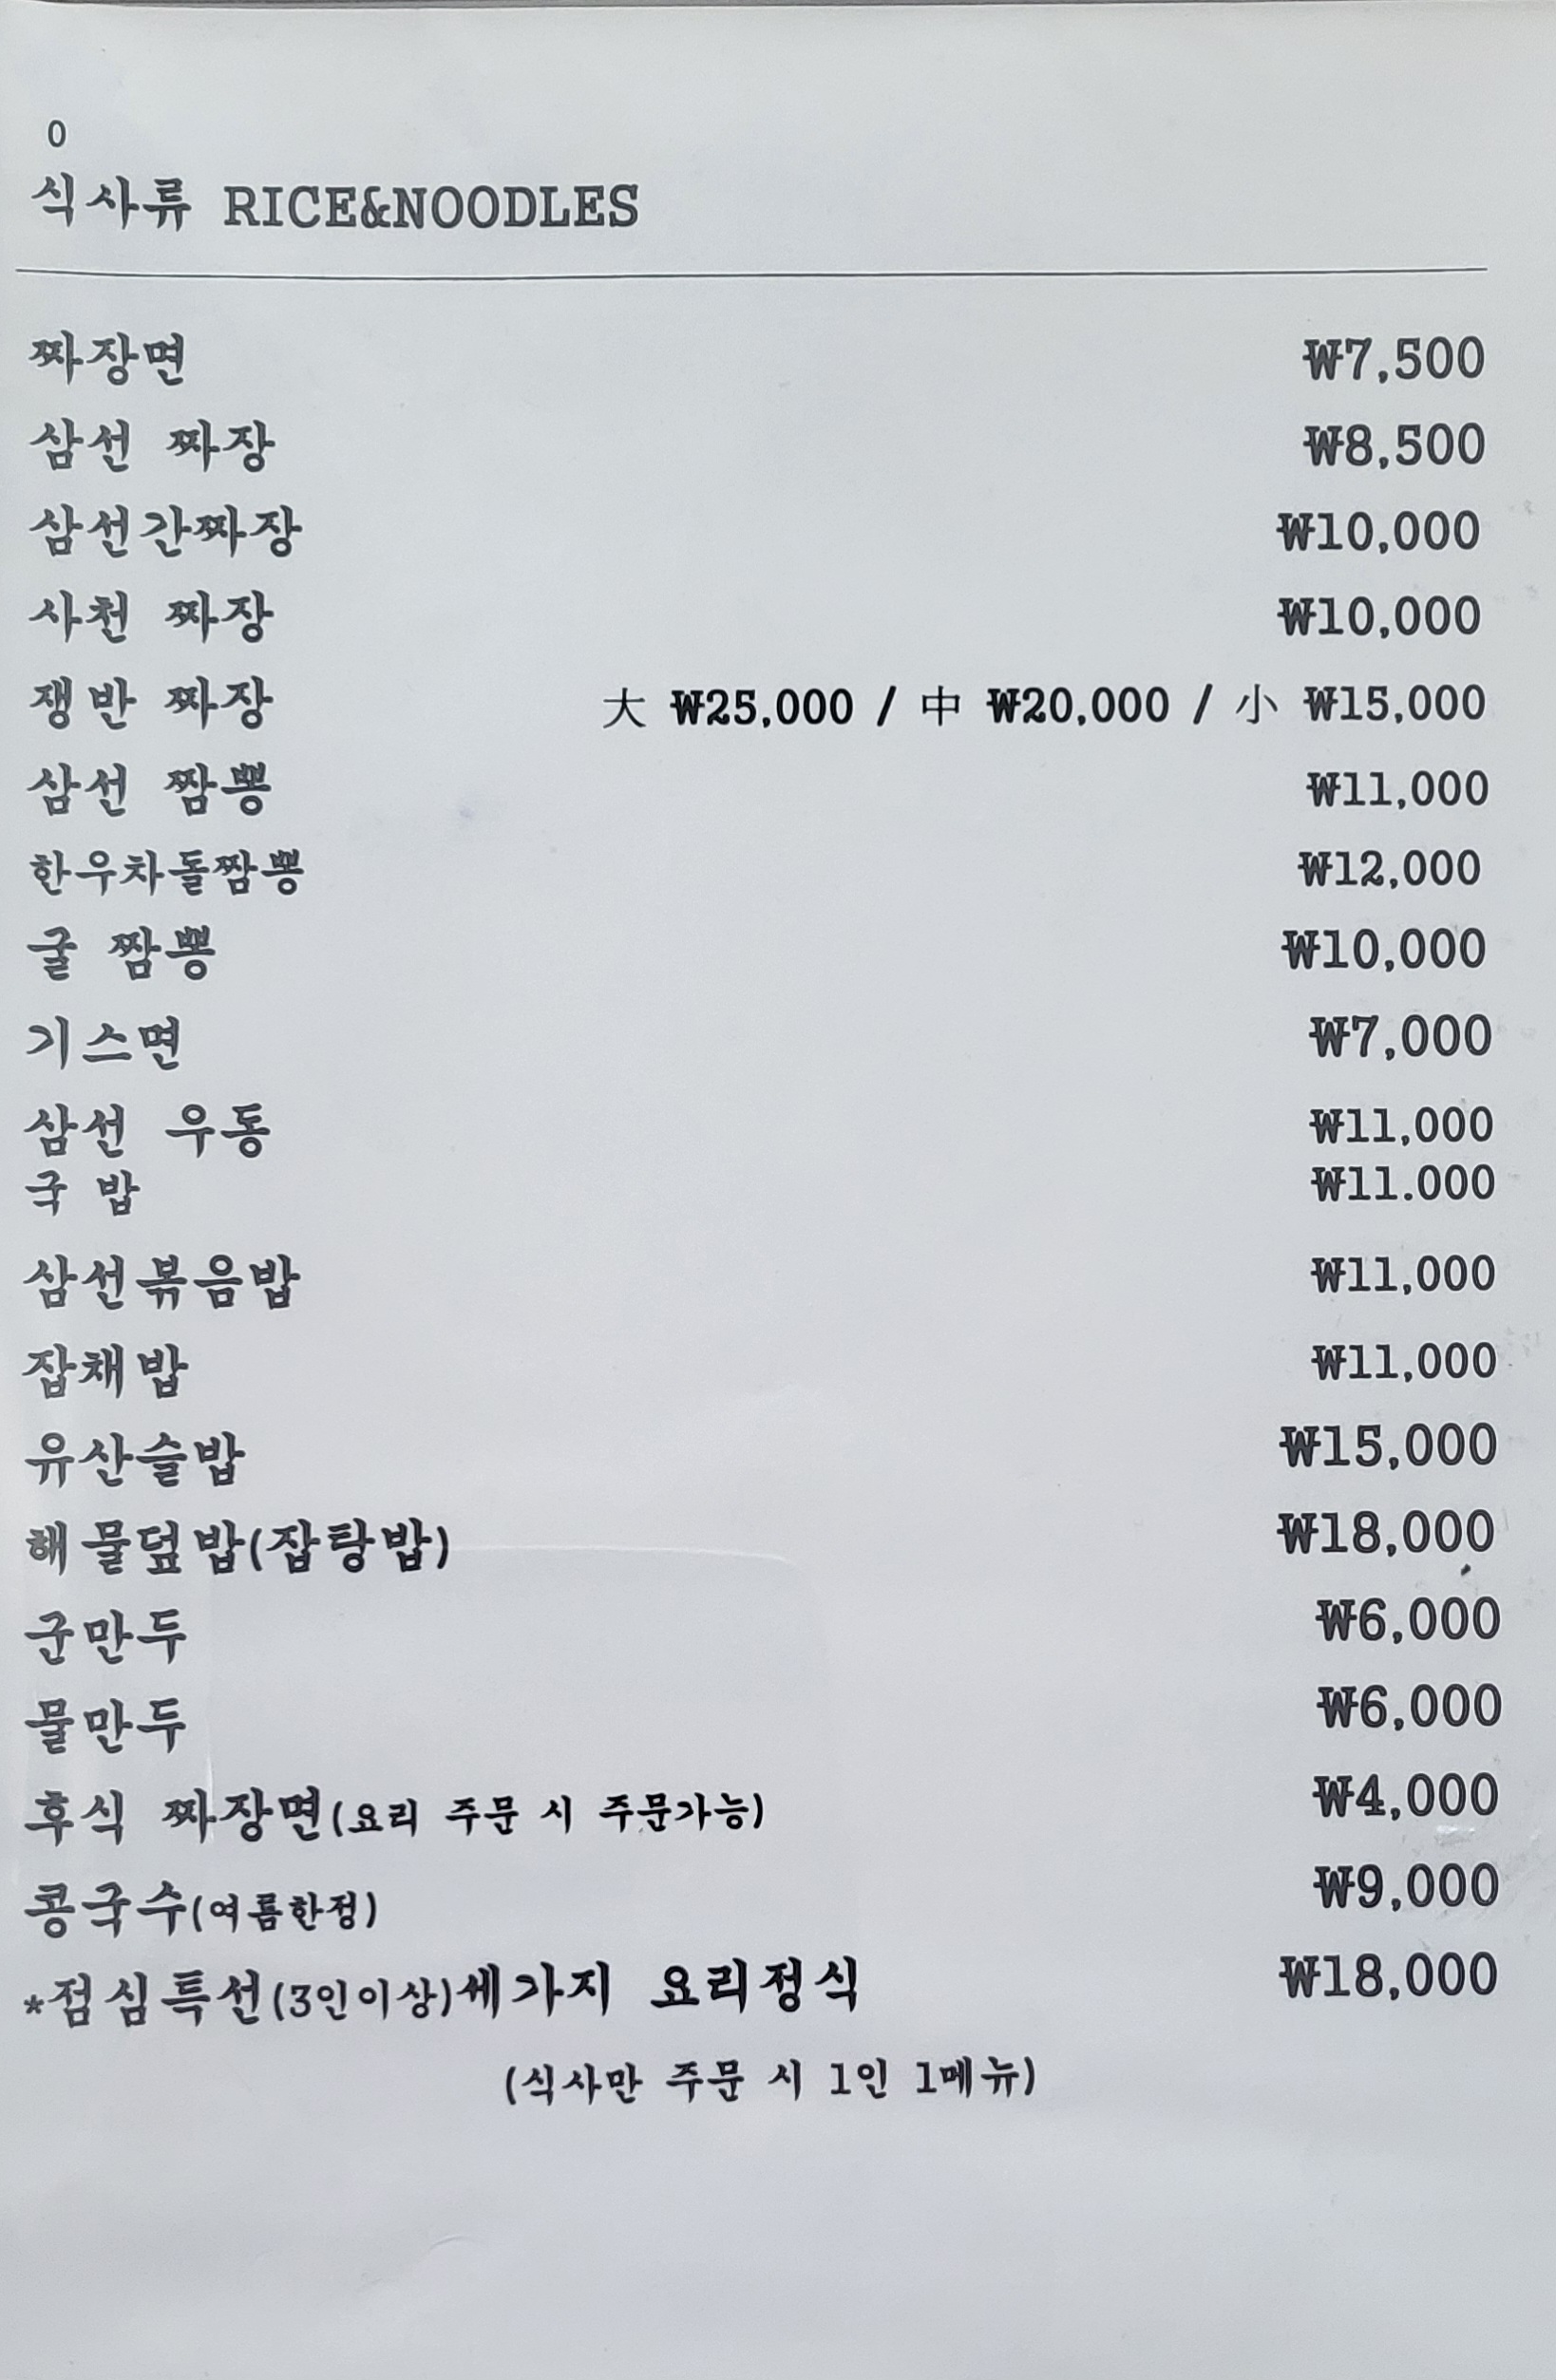 0
식사류 RICE&NOODLES
짜장면 ₩7,500
삼선 짜장 ₩8,500
삼선간짜장 ₩10,000
사천 짜장 ₩10,000
쟁반 짜장 大 ₩25,000 / 中 ₩20,000 / 小 ₩15,000
삼선 짬뽕 ₩11,000
한우차돌짬뽕 ₩12,000
굴 짬뽕 ₩10,000
기스면 ₩7,000
삼선 우동 ₩11,000
국 밥 ₩11.000
삼선볶음밥 ₩11,000
잡채밥 ₩11,000
유산슬밥 ₩15,000
해물덮밥(잡탕밥) ₩18,000
군만두 ₩6,000
물만두 ₩6,000
후식 짜장면(요리 주문 시 주문가능) ₩4,000
콩국수(여름한정) ₩9,000
*점심특선(3인이상)세가지 요리정식 ₩18,000
(식사만 주문 시 1인 1메뉴)